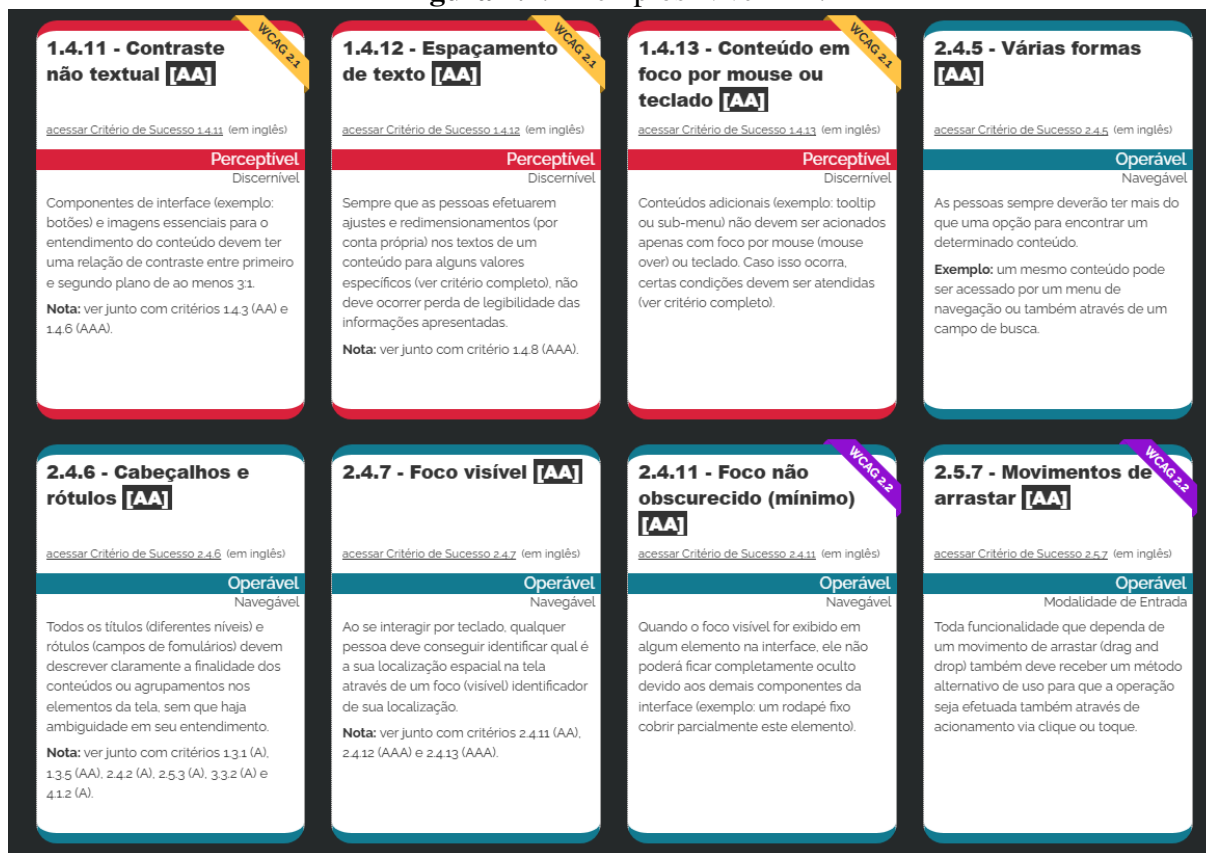 1.4.11 - Contraste
não textual [AA]
WCAG 2.1
acessar Critério de Sucesso 1.4.11 (em inglês)
Perceptível
Discernível
Componentes de interface (exemplo:
botões) e imagens essenciais para o
entendimento do conteúdo devem ter
uma relação de contraste entre primeiro
e segundo plano de ao menos 3:1.
Nota: ver junto com critérios 1.4.3 (AA) e
1.4.6 (AAA).
1.4.12 - Espaçamento
de texto [AA]
WCAG 2.1
acessar Critério de Sucesso 1.4.12 (em inglês)
Perceptível
Discernível
Sempre que as pessoas efetuarem
ajustes e redimensionamentos (por
conta própria) nos textos de um
conteúdo para alguns valores
específicos (ver critério completo), não
deve ocorrer perda de legibilidade das
informações apresentadas.
Nota: ver junto com critério 1.4.8 (AAA).
1.4.13 - Conteúdo em
foco por mouse ou
teclado [AA]
WCAG 2.1
acessar Critério de Sucesso 1.4.13 (em inglês)
Perceptível
Discernível
Conteúdos adicionais (exemplo: tooltip
ou sub-menu) não devem ser acionados
apenas com foco por mouse (mouse
over) ou teclado. Caso isso ocorra,
certas condições devem ser atendidas
(ver critério completo).
2.4.5 - Várias formas
[AA]
acessar Critério de Sucesso 2.4.5 (em inglês)
Operável
Navegável
As pessoas sempre deverão ter mais do
que uma opção para encontrar um
determinado conteúdo.
Exemplo: um mesmo conteúdo pode
ser acessado por um menu de
navegação ou também através de um
campo de busca.
2.4.6 - Cabeçalhos e
rótulos [AA]
acessar Critério de Sucesso 2.4.6 (em inglês)
Operável
Navegável
Todos os títulos (diferentes níveis) e
rótulos (campos de fomulários) devem
descrever claramente a finalidade dos
conteúdos ou agrupamentos nos
elementos da tela, sem que haja
ambiguidade em seu entendimento.
Nota: ver junto com critérios 1.3.1 (A),
1.3.5 (AA), 2.4.2 (A), 2.5.3 (A), 3.3.2 (A) e
4.1.2 (A).
2.4.7 - Foco visível [AA]
acessar Critério de Sucesso 2.4.7 (em inglês)
Operável
Navegável
Ao se interagir por teclado, qualquer
pessoa deve conseguir identificar qual é
a sua localização espacial na tela
através de um foco (visível) identificador
de sua localização.
Nota: ver junto com critérios 2.4.11 (AA),
2.4.12 (AAA) e 2.4.13 (AAA).
2.4.11 - Foco não
obscurecido (mínimo)
[AA]
WCAG 2.2
acessar Critério de Sucesso 2.4.11 (em inglês)
Operável
Navegável
Quando o foco visível for exibido em
algum elemento na interface, ele não
poderá ficar completamente oculto
devido aos demais componentes da
interface (exemplo: um rodapé fixo
cobrir parcialmente este elemento).
2.5.7 - Movimentos de
arrastar [AA]
WCAG 2.2
acessar Critério de Sucesso 2.5.7 (em inglês)
Operável
Modalidade de Entrada
Toda funcionalidade que dependa de
um movimento de arrastar (drag and
drop) também deve receber um método
alternativo de uso para que a operação
seja efetuada também através de
acionamento via clique ou toque.